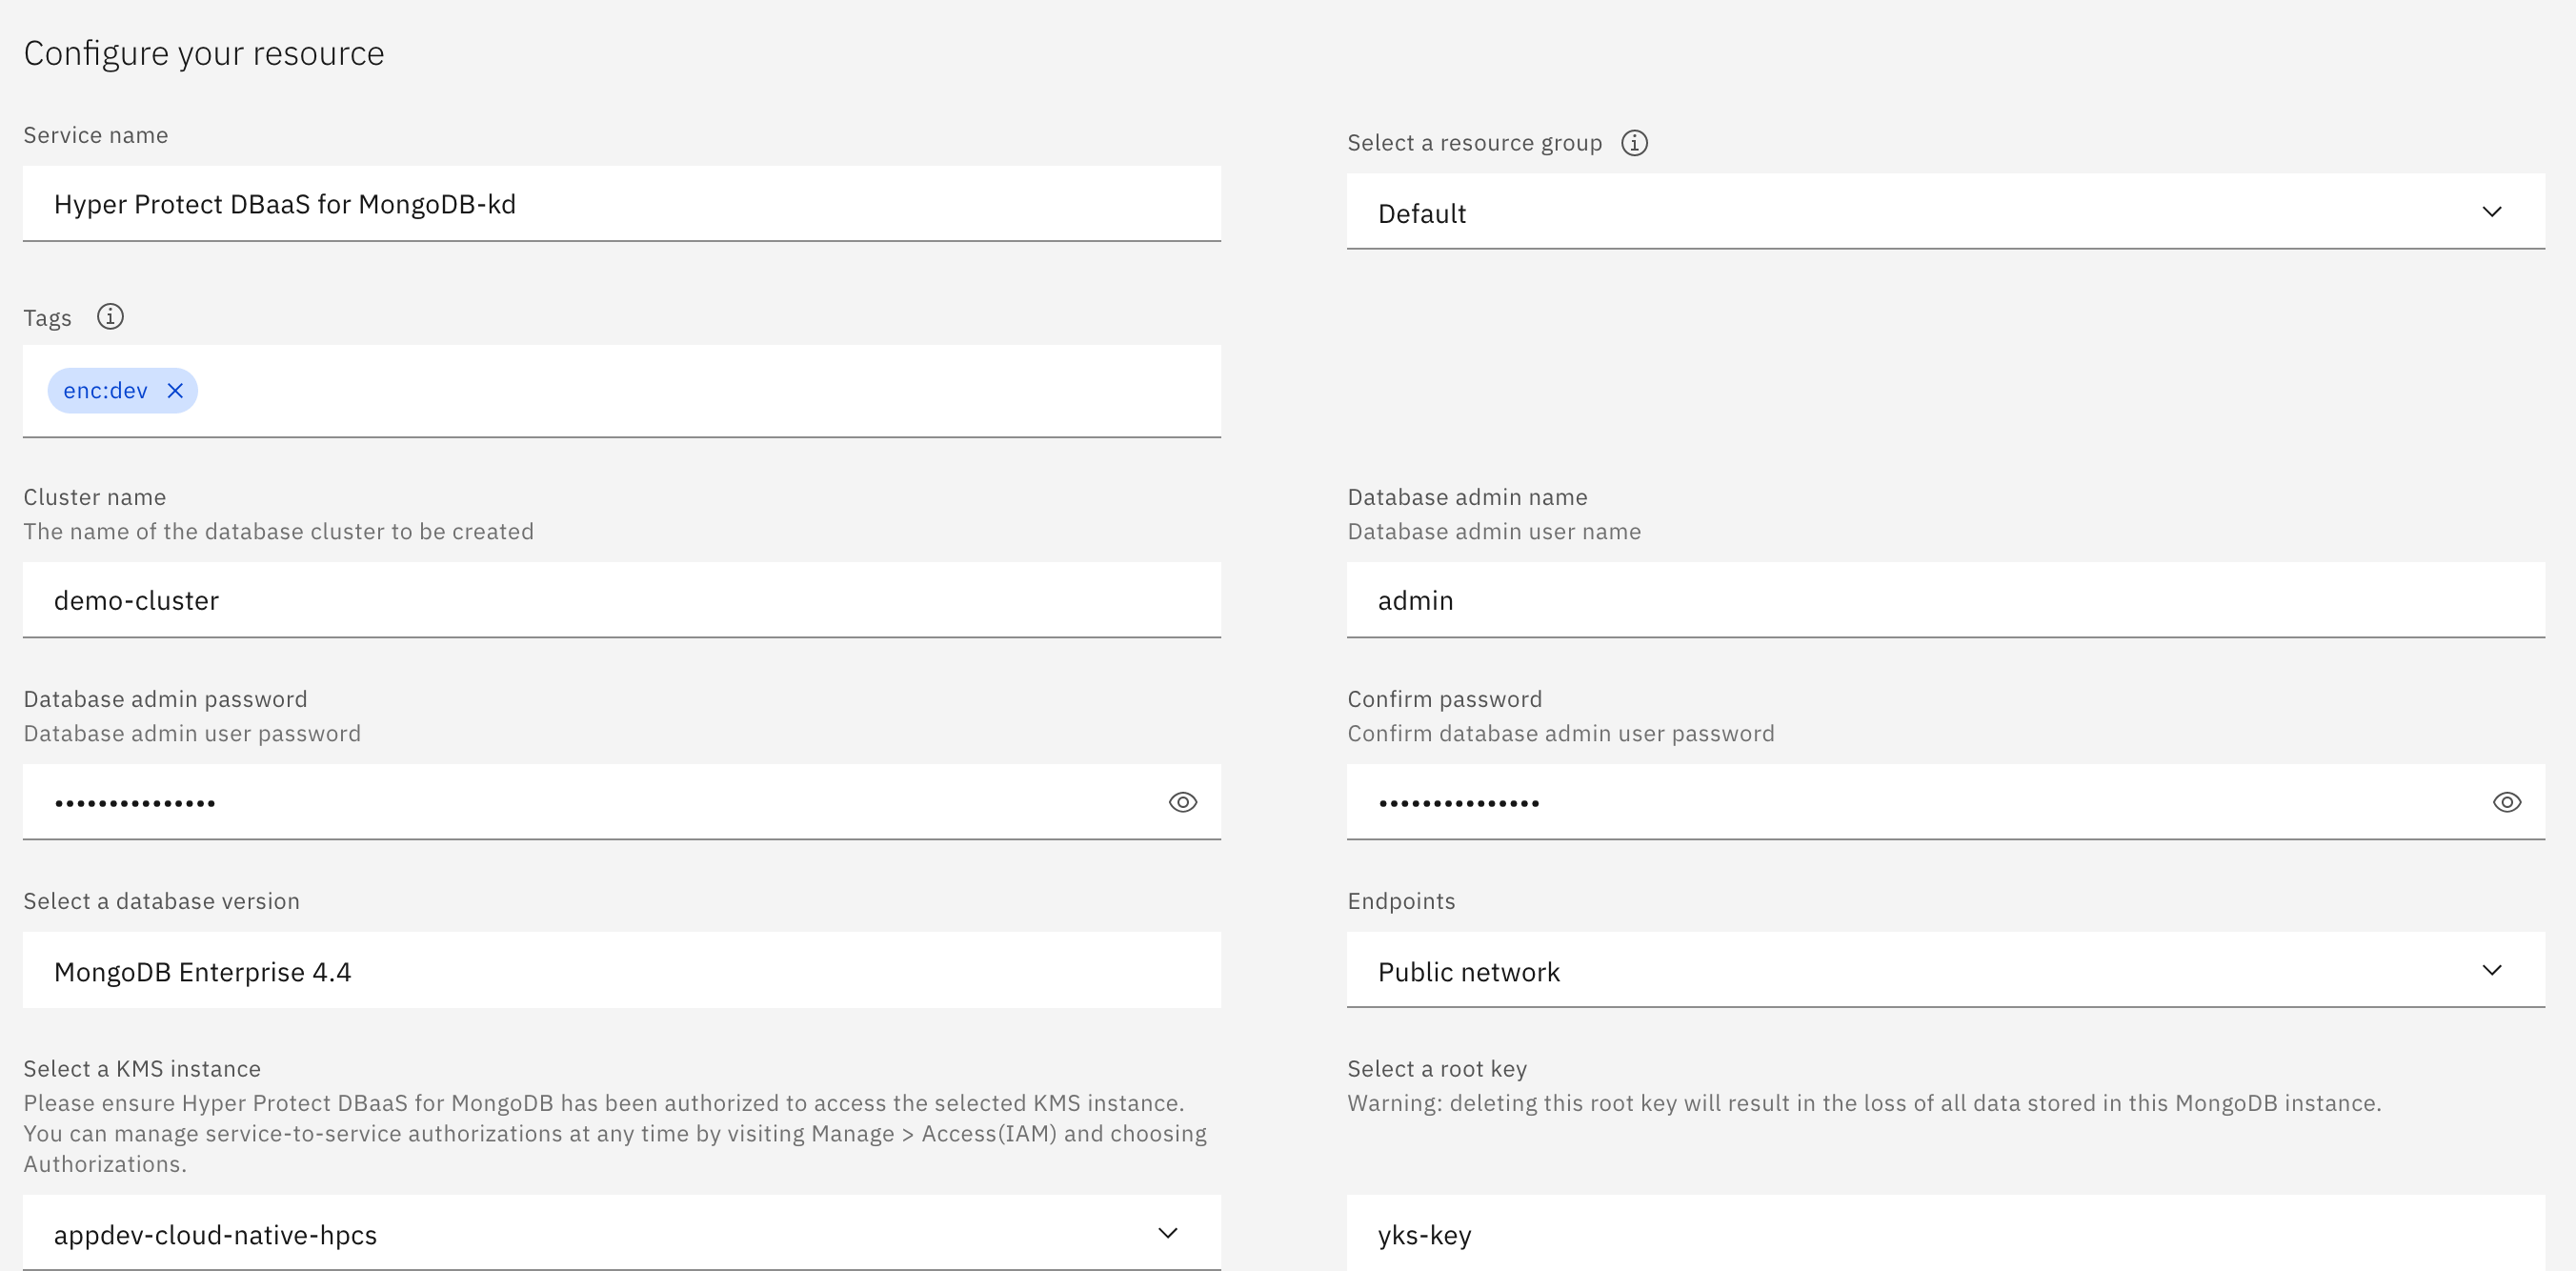 Configure your resource
Service name
Hyper Protect DBaaS for MongoDB-kd
Select a resource group
Default
Tags
enc:dev
Cluster name
The name of the database cluster to be created
demo-cluster
Database admin name
Database admin user name
admin
Database admin password
Database admin user password
•••••••••••••••
Confirm password
Confirm database admin user password
•••••••••••••••
Select a database version
MongoDB Enterprise 4.4
Endpoints
Public network
Select a KMS instance
Please ensure Hyper Protect DBaaS for MongoDB has been authorized to access the selected KMS instance.
You can manage service-to-service authorizations at any time by visiting Manage > Access(IAM) and choosing
Authorizations.
appdev-cloud-native-hpcs
Select a root key
Warning: deleting this root key will result in the loss of all data stored in this MongoDB instance.
yks-key